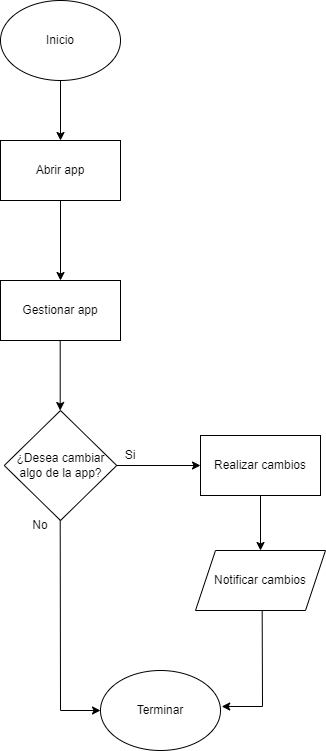 Inicio
Abrir app
Gestionar app
¿Desea cambiar
algo de la app?
Si
Realizar cambios
No
Notificar cambios
Terminar